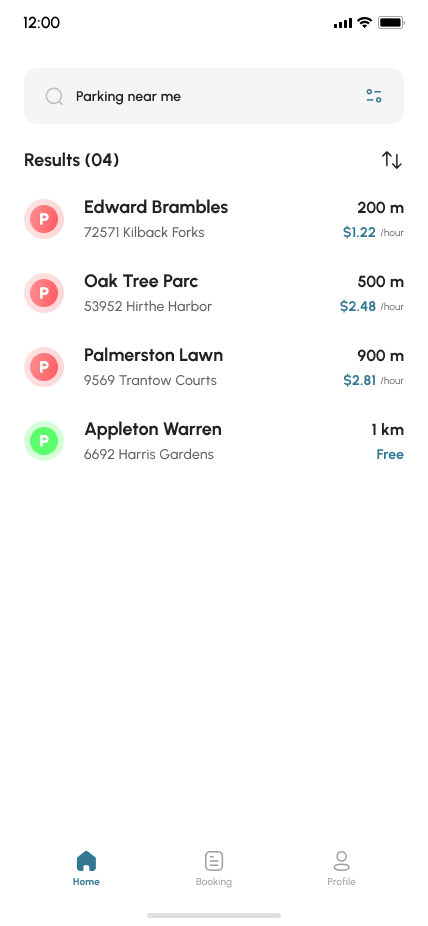 12:00
Parking near me
Results (04)
P
Edward Brambles
200 m
72571 Kilback Forks
$1.22 /hour
P
Oak Tree Parc
500 m
53952 Hirthe Harbor
$2.48 /hour
P
Palmerston Lawn
900 m
9569 Trantow Courts
$2.81 /hour
P
Appleton Warren
1 km
6692 Harris Gardens
Free
Home
Booking
Profile